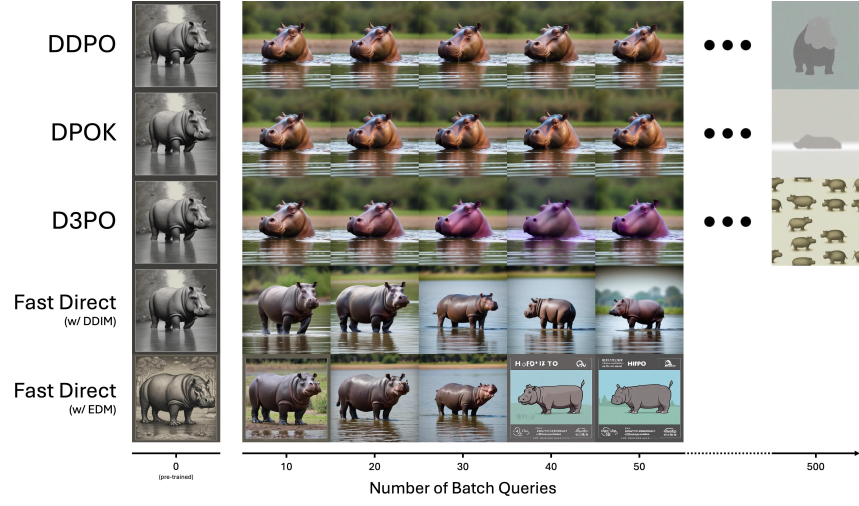 DDPO
DPOK
D3PO
Fast Direct
(w/ DDIM)
Fast Direct
(w/ EDM)
HIPPO
0
(pre-trained)
10
20
30
40
50
500
Number of Batch Queries